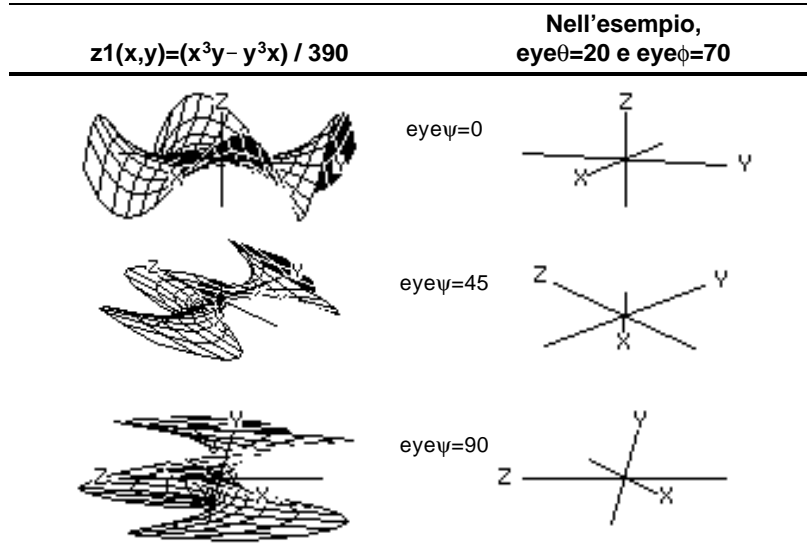 z1(x,y)=(x³y– y³x) / 390
Nell'esempio,
eyeθ=20 e eyeϕ=70
Z
Y
eyeψ=0
Z
Y
X
Z
Y
eyeψ=45
Z
Y
X
Y
Z
X
eyeψ=90
Y
Z
X